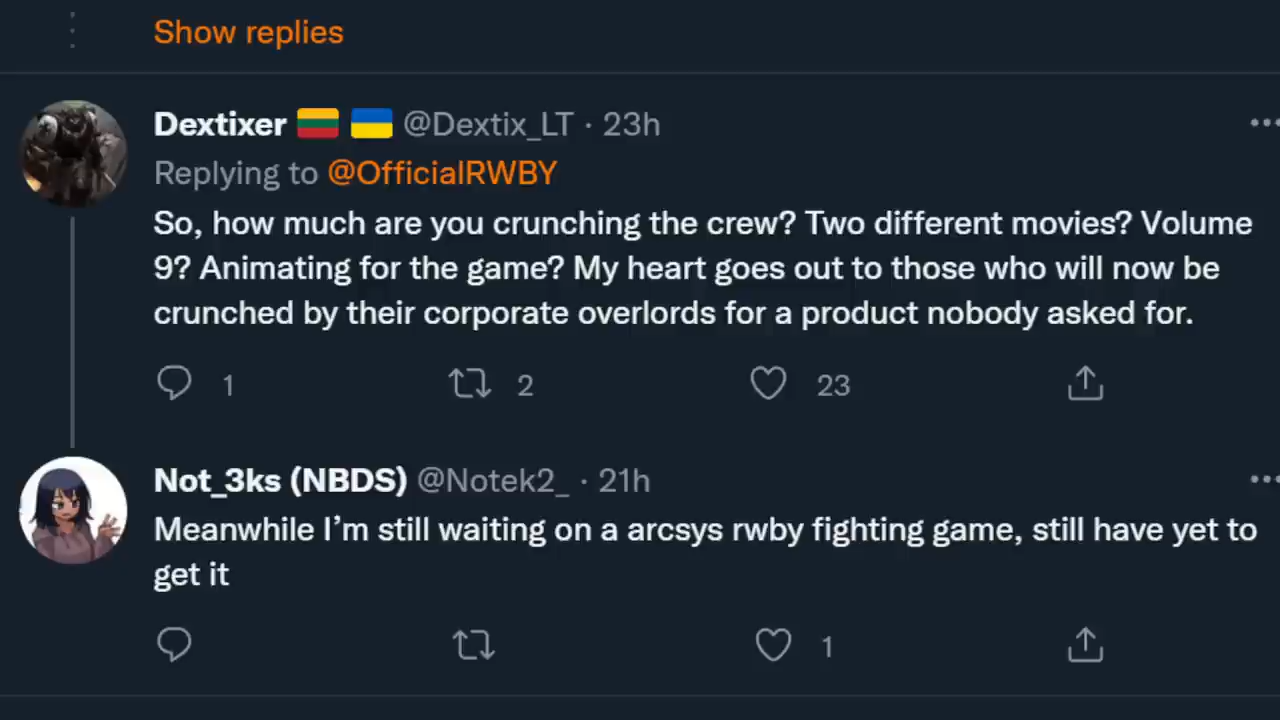 Show replies
Dextixer 🇱🇹 🇺🇦 @Dextix_LT · 23h
Replying to @OfficialRWBY
So, how much are you crunching the crew? Two different movies? Volume
9? Animating for the game? My heart goes out to those who will now be
crunched by their corporate overlords for a product nobody asked for.
1 2 23
Not_3ks (NBDS) @Notek2_ · 21h
Meanwhile I’m still waiting on a arcsys rwby fighting game, still have yet to
get it
1